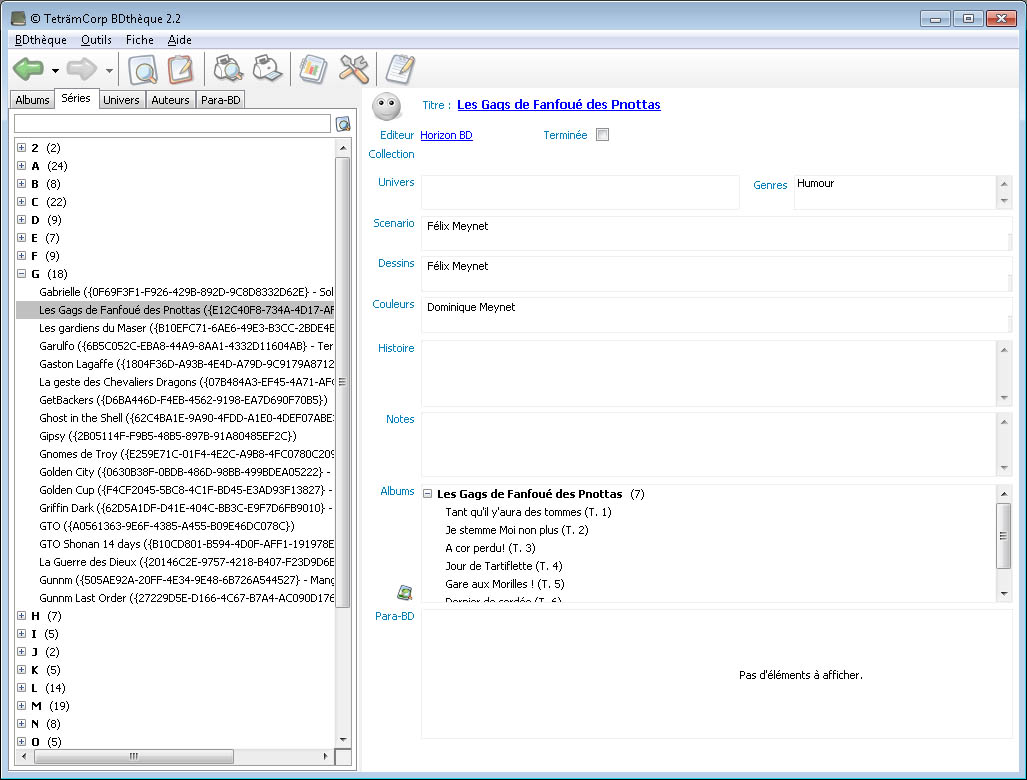 © TeträmCorp BDthèque 2.2
BDthèque Outils Fiche Aide
Albums Séries Univers Auteurs Para-BD
2 (2)
A (24)
B (8)
C (22)
D (9)
E (7)
F (9)
G (18)
Gabrielle ({0F69F3F1-F926-429B-892D-9C8D8332D62E} - Sol
Les Gags de Fanfoué des Pnottas ({E12C40F8-734A-4D17-AF
Les gardiens du Maser ({B10EFC71-6AE6-49E3-B3CC-2BDE4E
Garulfo ({6B5C052C-EBA8-44A9-8AA1-4332D11604AB} - Ter
Gaston Lagaffe ({1804F36D-A93B-4E4D-A79D-9C9179A8712
La geste des Chevaliers Dragons ({07B484A3-EF45-4A71-AF
GetBackers ({D6BA446D-F4EB-4562-9198-EA7D690F70B5})
Ghost in the Shell ({62C4BA1E-9A90-4FDD-A1E0-4DEF07ABE
Gipsy ({2B05114F-F9B5-48B5-897B-91A80485EF2C})
Gnomes de Troy ({E259E71C-01F4-4E2C-A9B8-4FC0780C209
Golden City ({0630B38F-0BDB-486D-98BB-499BDEA05222} -
Golden Cup ({F4CF2045-5BC8-4C1F-BD45-E3AD93F13827} -
Griffin Dark ({62D5A1DF-D41E-404C-BB3C-E9F7D6FB9010} -
GTO ({A0561363-9E6F-4385-A455-B09E46DC078C})
GTO Shonan 14 days ({B10CD801-B594-4D0F-AFF1-191978E
La Guerre des Dieux ({20146C2E-9757-4218-B407-F23D9D6E
Gunnm ({505AE92A-20FF-4E34-9E48-6B726A544527} - Mang
Gunnm Last Order ({27229D5E-D166-4C67-B7A4-AC090D176
H (7)
I (5)
J (2)
K (5)
L (14)
M (19)
N (8)
O (5)
Titre : Les Gags de Fanfoué des Pnottas
Editeur Horizon BD Terminée
Collection
Univers
Genres Humour
Scenario Félix Meynet
Dessins Félix Meynet
Couleurs Dominique Meynet
Histoire
Notes
Albums Les Gags de Fanfoué des Pnottas (7)
Tant qu'il y'aura des tommes (T. 1)
Je stemme Moi non plus (T. 2)
A cor perdu! (T. 3)
Jour de Tartiflette (T. 4)
Gare aux Morilles ! (T. 5)
Dernier de cordée (T. 6)
Para-BD
Pas d'éléments à afficher.